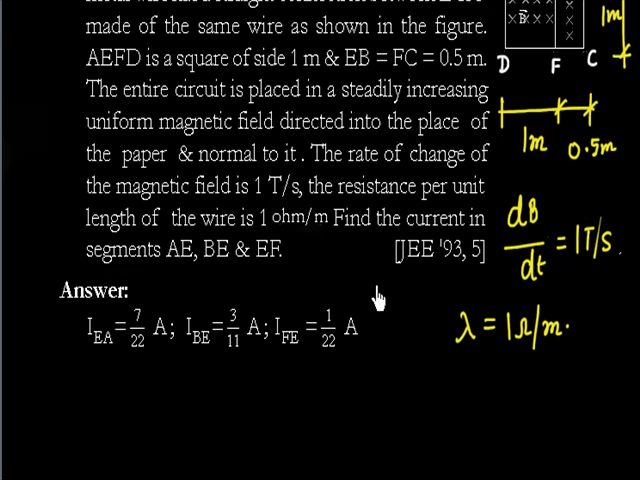 made of the same wire as shown in the figure.
AEFD is a square of side 1 m & EB = FC = 0.5 m.
The entire circuit is placed in a steadily increasing
uniform magnetic field directed into the place of
the paper & normal to it . The rate of change of
the magnetic field is 1 T/s, the resistance per unit
length of the wire is 1 ohm/m Find the current in
segments AE, BE & EF. [JEE '93, 5]
Answer:
I_EA = 7/22 A; I_BE = 3/11 A; I_FE = 1/22 A
1m
B
D F C
1m 0.5m
dB/dt = 1T/s
λ = 1Ω/m.